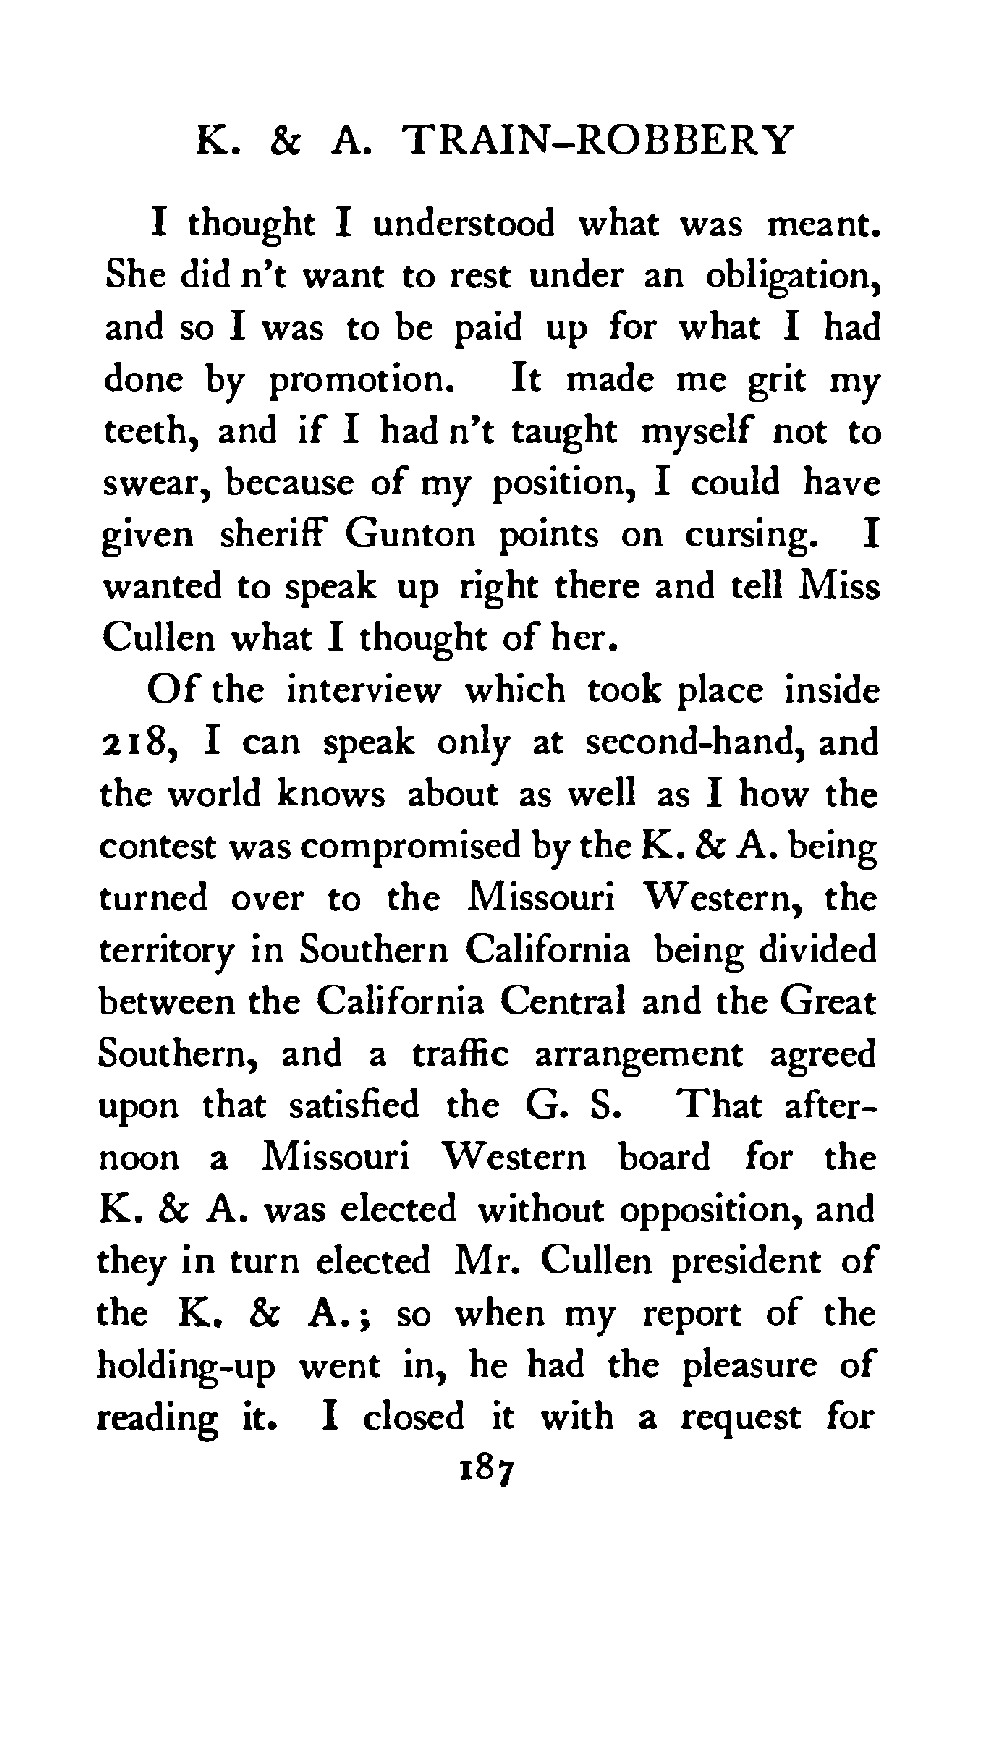 K. & A. TRAIN-ROBBERY
I thought I understood what was meant.
She did n't want to rest under an obligation,
and so I was to be paid up for what I had
done by promotion. It made me grit my
teeth, and if I had n't taught myself not to
swear, because of my position, I could have
given sheriff Gunton points on cursing. I
wanted to speak up right there and tell Miss
Cullen what I thought of her.
Of the interview which took place inside
218, I can speak only at second-hand, and
the world knows about as well as I how the
contest was compromised by the K. & A. being
turned over to the Missouri Western, the
territory in Southern California being divided
between the California Central and the Great
Southern, and a traffic arrangement agreed
upon that satisfied the G. S. That after-
noon a Missouri Western board for the
K. & A. was elected without opposition, and
they in turn elected Mr. Cullen president of
the K. & A.; so when my report of the
holding-up went in, he had the pleasure of
reading it. I closed it with a request for
187